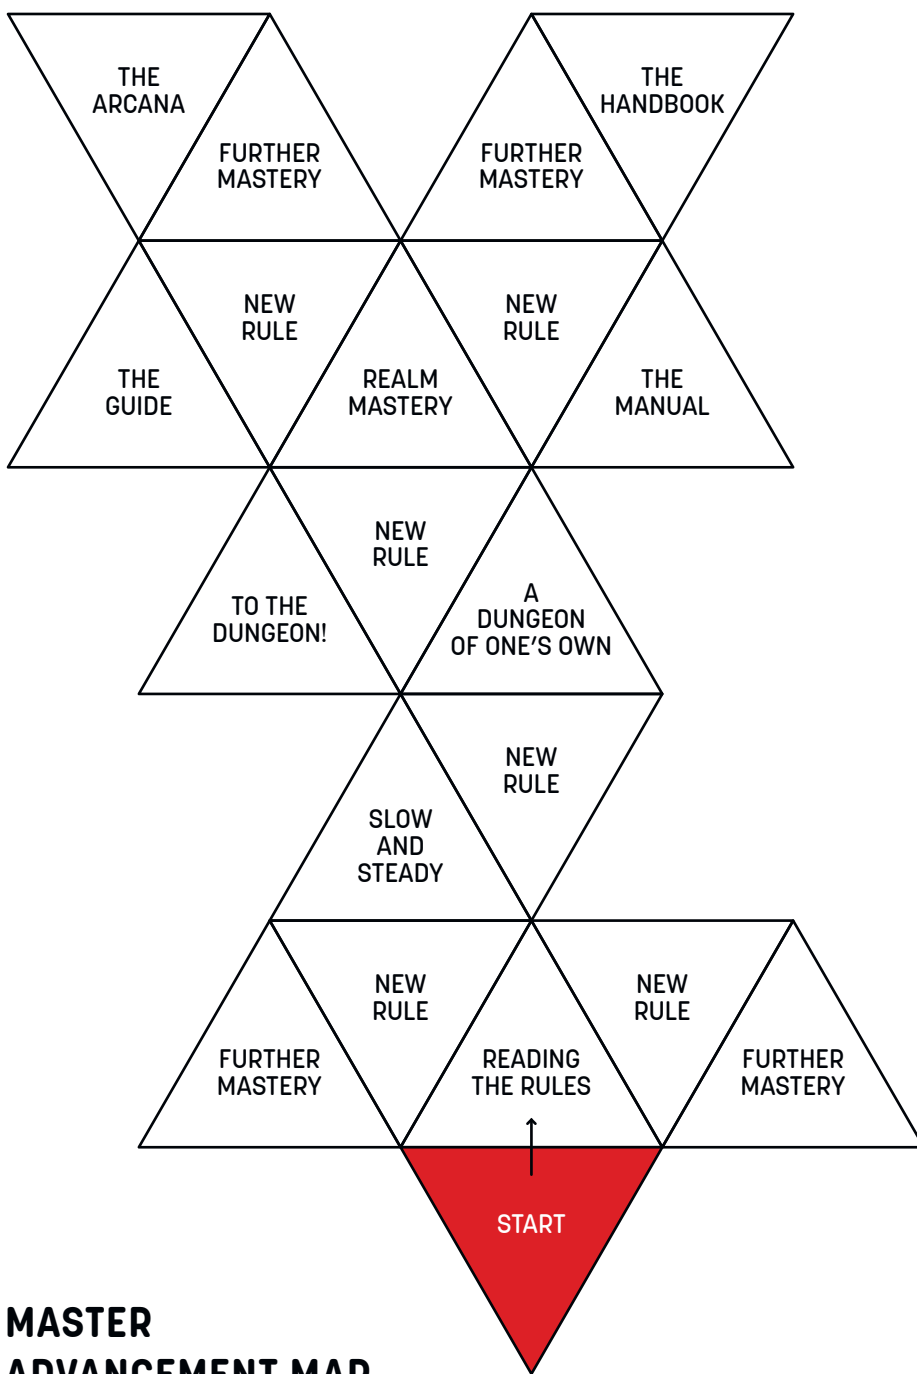 THE
ARCANA
THE
HANDBOOK
FURTHER
MASTERY
FURTHER
MASTERY
NEW
RULE
NEW
RULE
THE
GUIDE
REALM
MASTERY
THE
MANUAL
NEW
RULE
TO THE
DUNGEON!
A
DUNGEON
OF ONE’S OWN
NEW
RULE
SLOW
AND
STEADY
NEW
RULE
NEW
RULE
FURTHER
MASTERY
READING
THE RULES
FURTHER
MASTERY
START
MASTER
ADVANCEMENT MAP